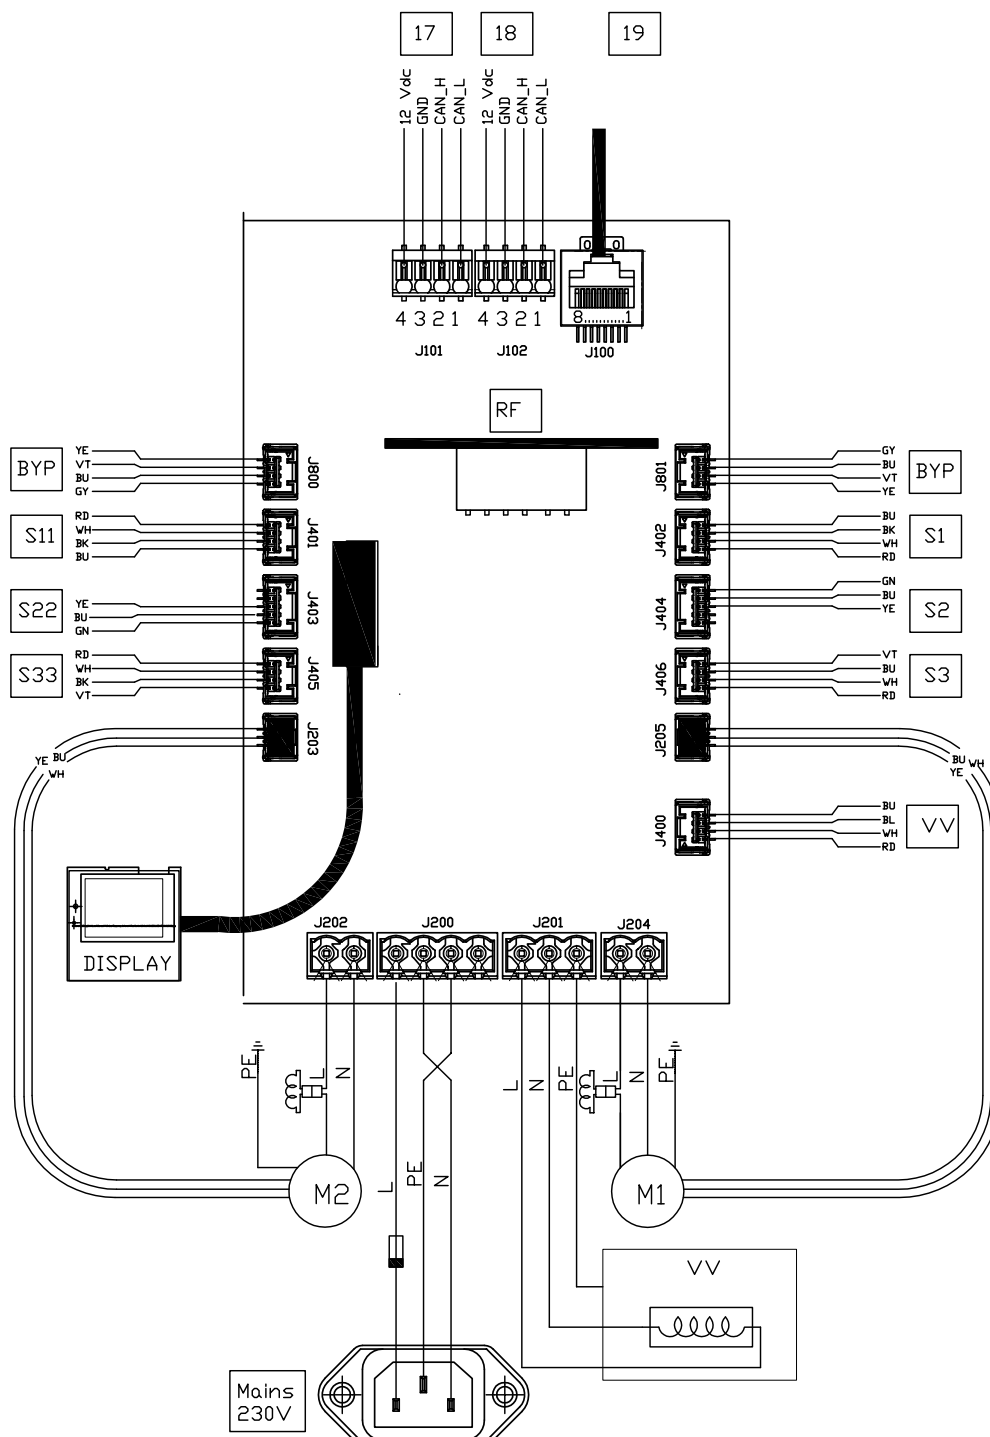 17 18 19
12 Vdc
GND
CAN_H
CAN_L
12 Vdc
GND
CAN_H
CAN_L
4 3 2 1
4 3 2 1
8 1
J101
J102
J100
RF
BYP
YE
VT
BU
GY
J800
S11
RD
WH
BK
BU
J401
S22
YE
BU
GN
J403
S33
RD
WH
BK
VT
J405
J203
YE BU
WH
J801
GY
BU
VT
YE
BYP
J402
BU
BK
WH
RD
S1
J404
GN
BU
YE
S2
J406
VT
BU
WH
RD
S3
J205
BU WH
YE
J400
BU
BL
WH
RD
VV
DISPLAY
J202
J200
J201
J204
PE
L
N
L
N
PE
L
N
PE
M2
L
PE
N
M1
VV
Mains
230V